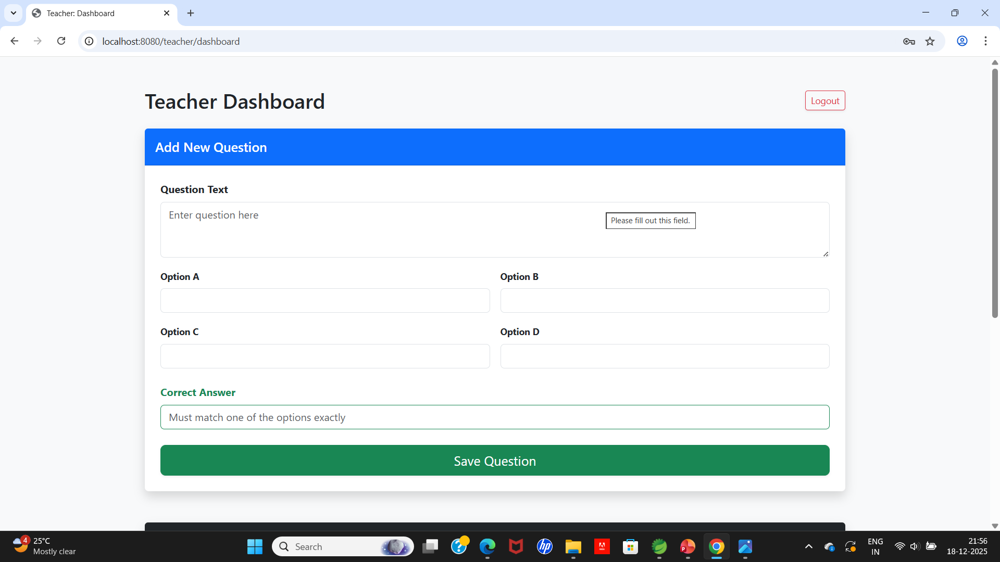 Teacher: Dashboard
localhost:8080/teacher/dashboard
Teacher Dashboard
Logout
Add New Question
Question Text
Enter question here
Please fill out this field.
Option A
Option B
Option C
Option D
Correct Answer
Must match one of the options exactly
Save Question
4
25°C
Mostly clear
Search
hp
ENG
IN
21:56
18-12-2025